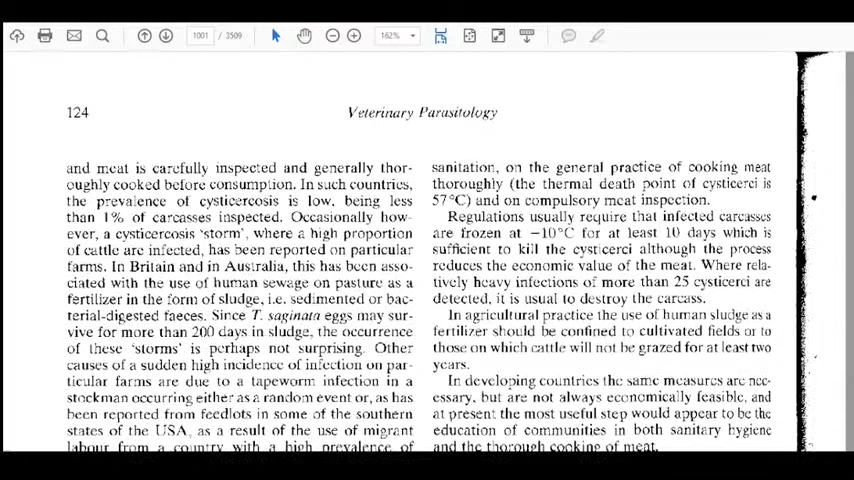 1001 / 3509
162%
124
Veterinary Parasitology
and meat is carefully inspected and generally thor-
oughly cooked before consumption. In such countries,
the prevalence of cysticercosis is low, being less
than 1% of carcasses inspected. Occasionally how-
ever, a cysticercosis 'storm', where a high proportion
of cattle are infected, has been reported on particular
farms. In Britain and in Australia, this has been asso-
ciated with the use of human sewage on pasture as a
fertilizer in the form of sludge, i.e. sedimented or bac-
terial-digested faeces. Since T. saginata eggs may sur-
vive for more than 200 days in sludge, the occurrence
of these 'storms' is perhaps not surprising. Other
causes of a sudden high incidence of infection on par-
ticular farms are due to a tapeworm infection in a
stockman occurring either as a random event or, as has
been reported from feedlots in some of the southern
states of the USA, as a result of the use of migrant
labour from a country with a high prevalence of
sanitation, on the general practice of cooking meat
thoroughly (the thermal death point of cysticerci is
57°C) and on compulsory meat inspection.
Regulations usually require that infected carcasses
are frozen at −10°C for at least 10 days which is
sufficient to kill the cysticerci although the process
reduces the economic value of the meat. Where rela-
tively heavy infections of more than 25 cysticerci are
detected, it is usual to destroy the carcass.
In agricultural practice the use of human sludge as a
fertilizer should be confined to cultivated fields or to
those on which cattle will not be grazed for at least two
years.
In developing countries the same measures are nec-
essary, but are not always economically feasible, and
at present the most useful step would appear to be the
education of communities in both sanitary hygiene
and the thorough cooking of meat.